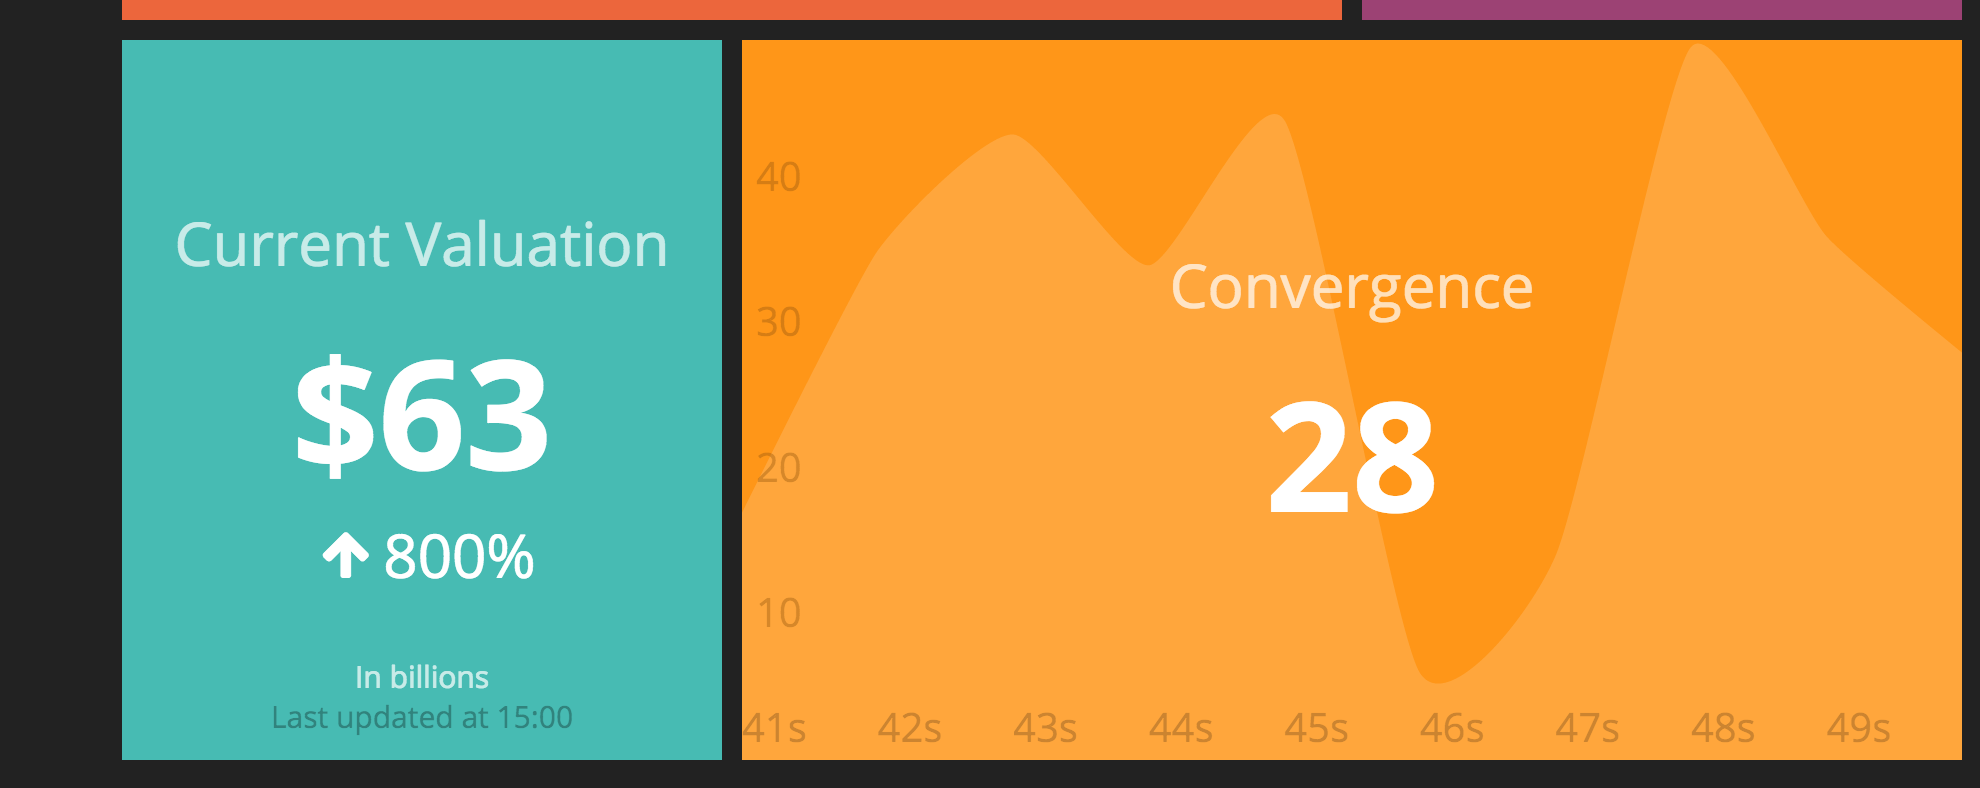 Current Valuation
$63
800%
In billions
Last updated at 15:00
Convergence
28
40
30
20
10
41s 42s 43s 44s 45s 46s 47s 48s 49s